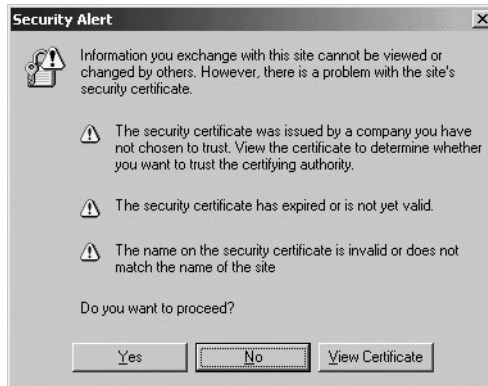 Security Alert
Information you exchange with this site cannot be viewed or
changed by others. However, there is a problem with the site's
security certificate.
The security certificate was issued by a company you have
not chosen to trust. View the certificate to determine whether
you want to trust the certifying authority.
The security certificate has expired or is not yet valid.
The name on the security certificate is invalid or does not
match the name of the site
Do you want to proceed?
Yes No View Certificate